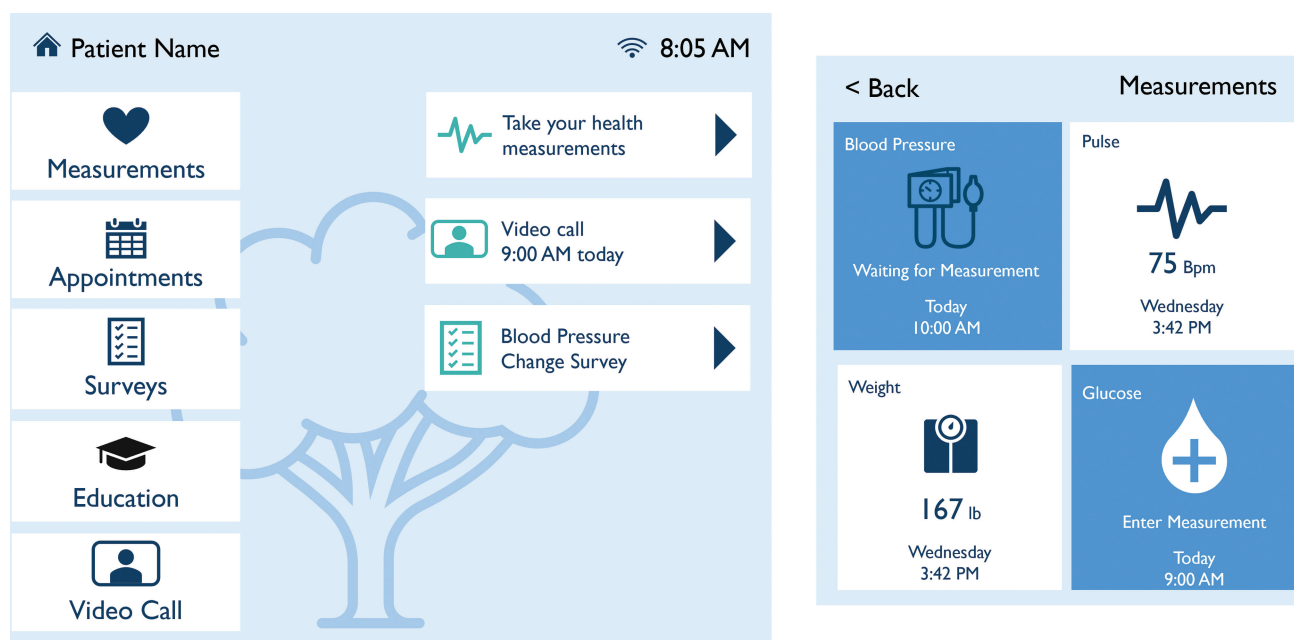 Patient Name
8:05 AM
Measurements
Appointments
Surveys
Education
Video Call
Take your health
measurements
Video call
9:00 AM today
Blood Pressure
Change Survey
< Back
Measurements
Blood Pressure
Waiting for Measurement
Today
10:00 AM
Pulse
75 Bpm
Wednesday
3:42 PM
Weight
167 lb
Wednesday
3:42 PM
Glucose
Enter Measurement
Today
9:00 AM